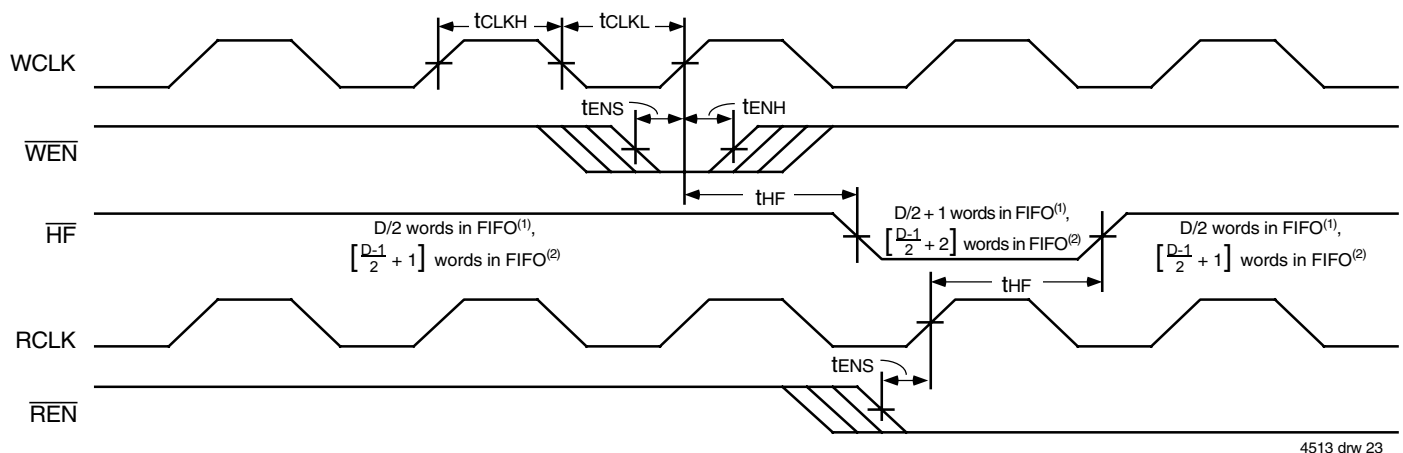 tCLKH tCLKL
WCLK
tENS tENH
WEN
tHF
HF
D/2 words in FIFO(1),
[D-1/2 + 1] words in FIFO(2)
D/2 + 1 words in FIFO(1),
[D-1/2 + 2] words in FIFO(2)
D/2 words in FIFO(1),
[D-1/2 + 1] words in FIFO(2)
tHF
RCLK
tENS
REN
4513 drw 23